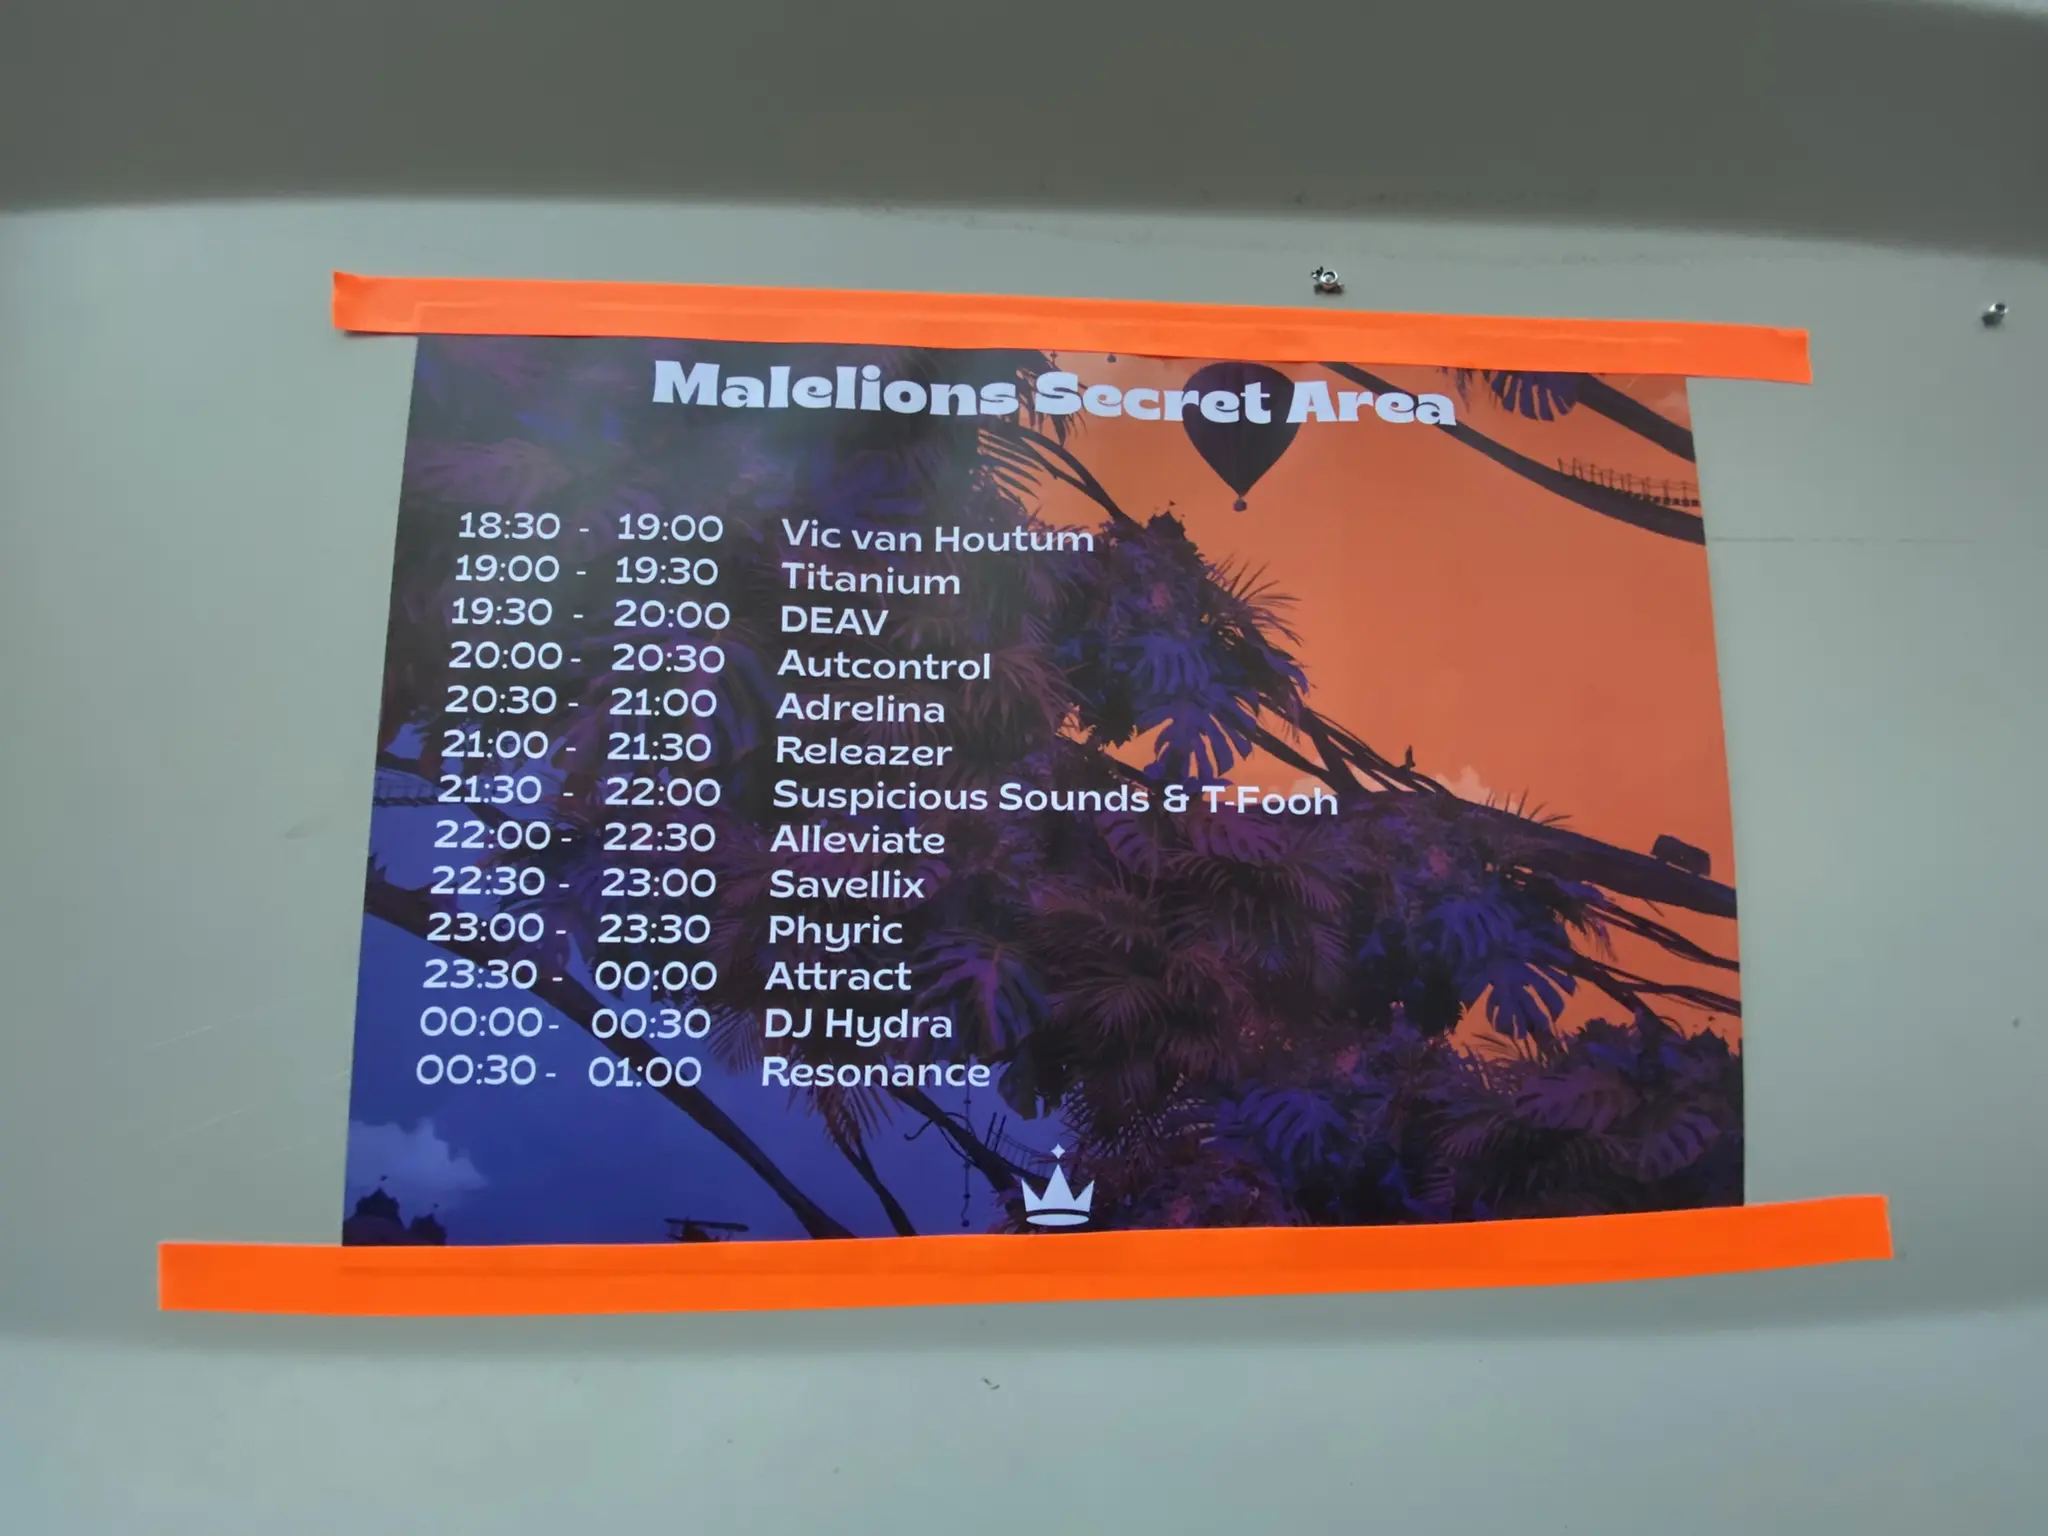 Malelions Secret Area
18:30 - 19:00 Vic van Houtum
19:00 - 19:30 Titanium
19:30 - 20:00 DEAV
20:00 - 20:30 Autcontrol
20:30 - 21:00 Adrelina
21:00 - 21:30 Releazer
21:30 - 22:00 Suspicious Sounds & T-Fooh
22:00 - 22:30 Alleviate
22:30 - 23:00 Savellix
23:00 - 23:30 Phyric
23:30 - 00:00 Attract
00:00 - 00:30 DJ Hydra
00:30 - 01:00 Resonance